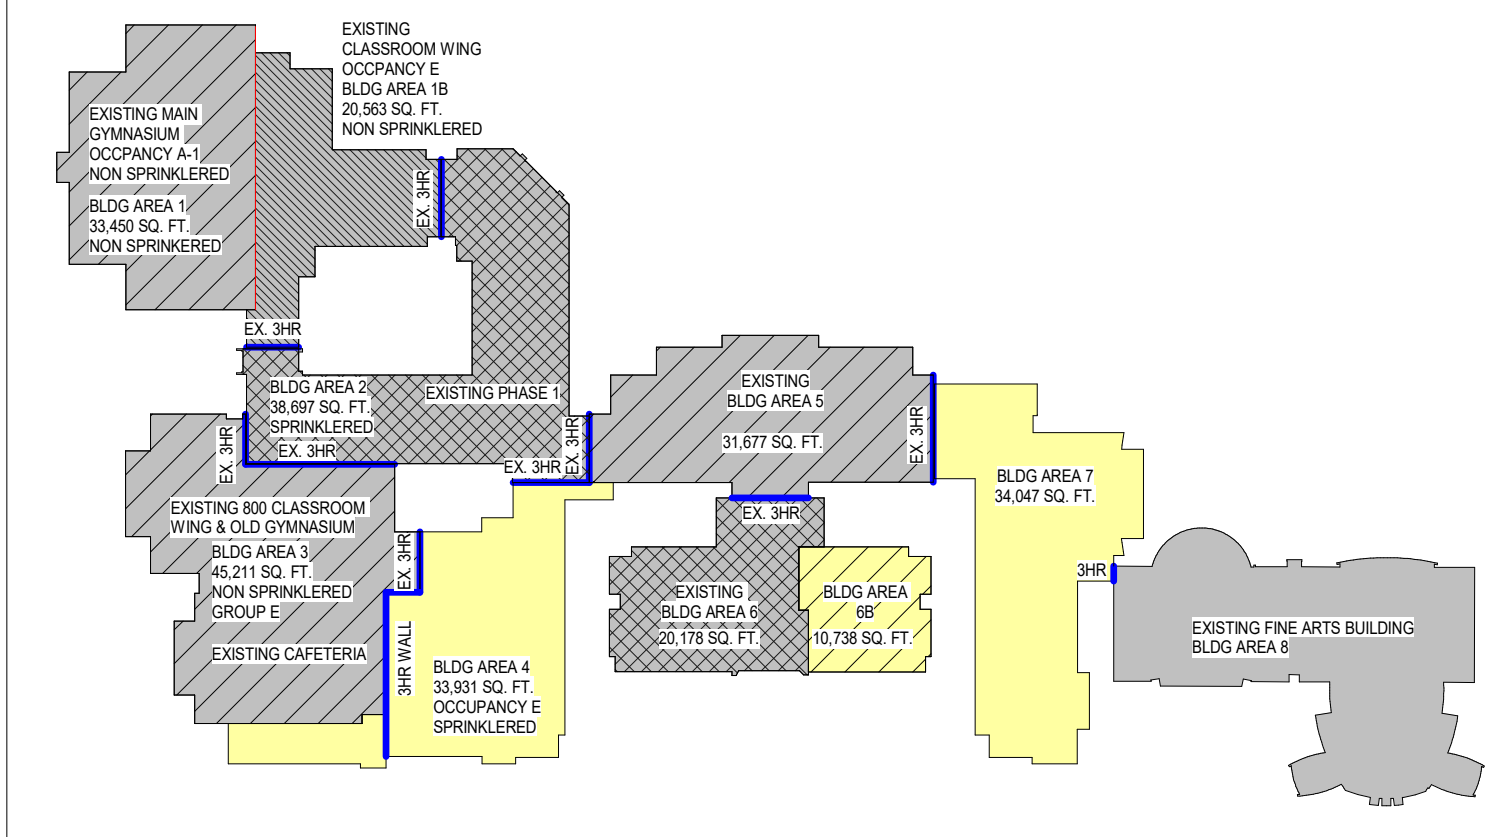 EXISTING
CLASSROOM WING
OCCPANCY E
BLDG AREA 1B
20,563 SQ. FT.
NON SPRINKLERED
EXISTING MAIN
GYMNASIUM
OCCPANCY A-1
NON SPRINKLERED
BLDG AREA 1
33,450 SQ. FT.
NON SPRINKERED
EX. 3HR
EX. 3HR
BLDG AREA 2
38,697 SQ. FT.
SPRINKLERED
EXISTING PHASE 1
EX. 3HR
EX. 3HR
EX. 3HR
EX. 3HR
EXISTING
BLDG AREA 5
31,677 SQ. FT.
EX. 3HR
EX. 3HR
EXISTING 800 CLASSROOM
WING & OLD GYMNASIUM
BLDG AREA 3
45,211 SQ. FT.
NON SPRINKLERED
GROUP E
EXISTING CAFETERIA
EX. 3HR
3HR WALL
BLDG AREA 4
33,931 SQ. FT.
OCCUPANCY E
SPRINKLERED
EXISTING
BLDG AREA 6
20,178 SQ. FT.
BLDG AREA
6B
10,738 SQ. FT.
BLDG AREA 7
34,047 SQ. FT.
3HR
EXISTING FINE ARTS BUILDING
BLDG AREA 8